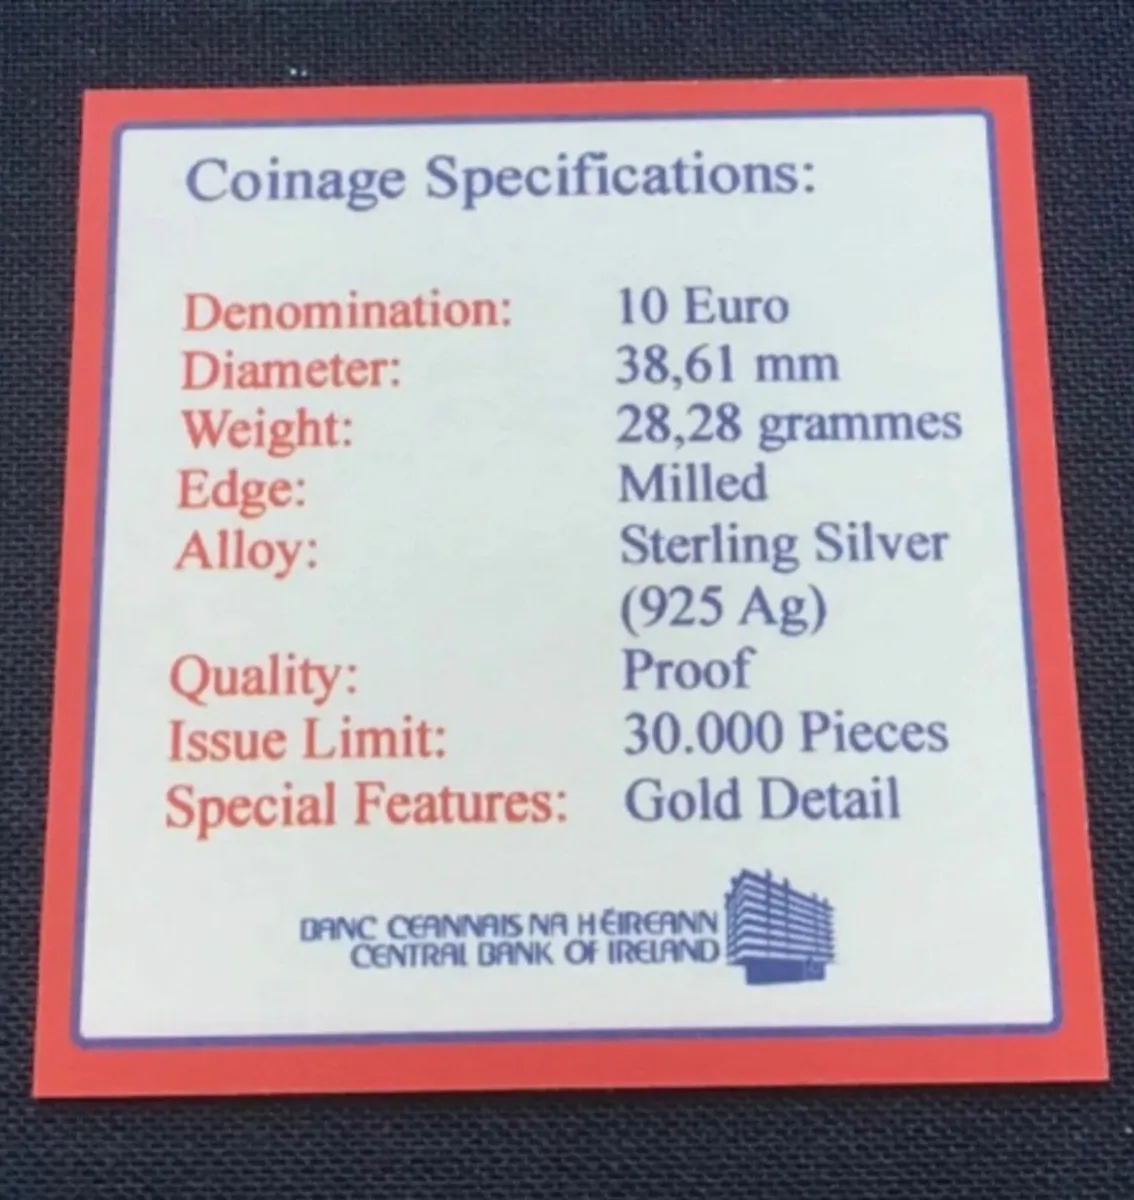 Coinage Specifications:
Denomination: 10 Euro
Diameter: 38,61 mm
Weight: 28,28 grammes
Edge: Milled
Alloy: Sterling Silver
(925 Ag)
Quality: Proof
Issue Limit: 30.000 Pieces
Special Features: Gold Detail
BANC CEANNAIS NA HÉIREANN
CENTRAL BANK OF IRELAND